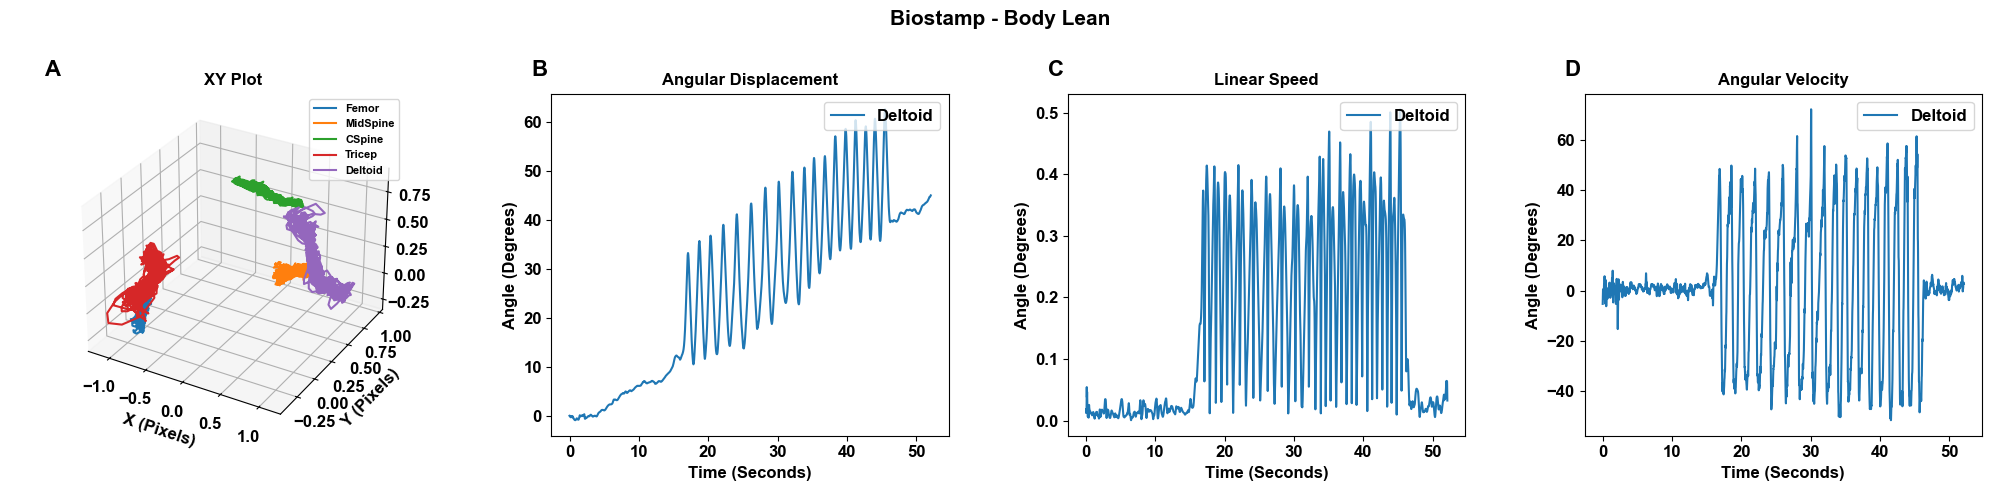 Biostamp - Body Lean
A
XY Plot
Femor
MidSpine
CSpine
Tricep
Deltoid
0.75
0.50
0.25
0.00
−0.25
1.00
0.75
0.50
0.25
0.00
−0.25
Y (Pixels)
−1.0
−0.5
0.0
0.5
1.0
X (Pixels)
B
Angular Displacement
Deltoid
60
50
40
30
20
10
0
Angle (Degrees)
0 10 20 30 40 50
Time (Seconds)
C
Linear Speed
Deltoid
0.5
0.4
0.3
0.2
0.1
0.0
Angle (Degrees)
0 10 20 30 40 50
Time (Seconds)
D
Angular Velocity
Deltoid
60
40
20
0
−20
−40
Angle (Degrees)
0 10 20 30 40 50
Time (Seconds)